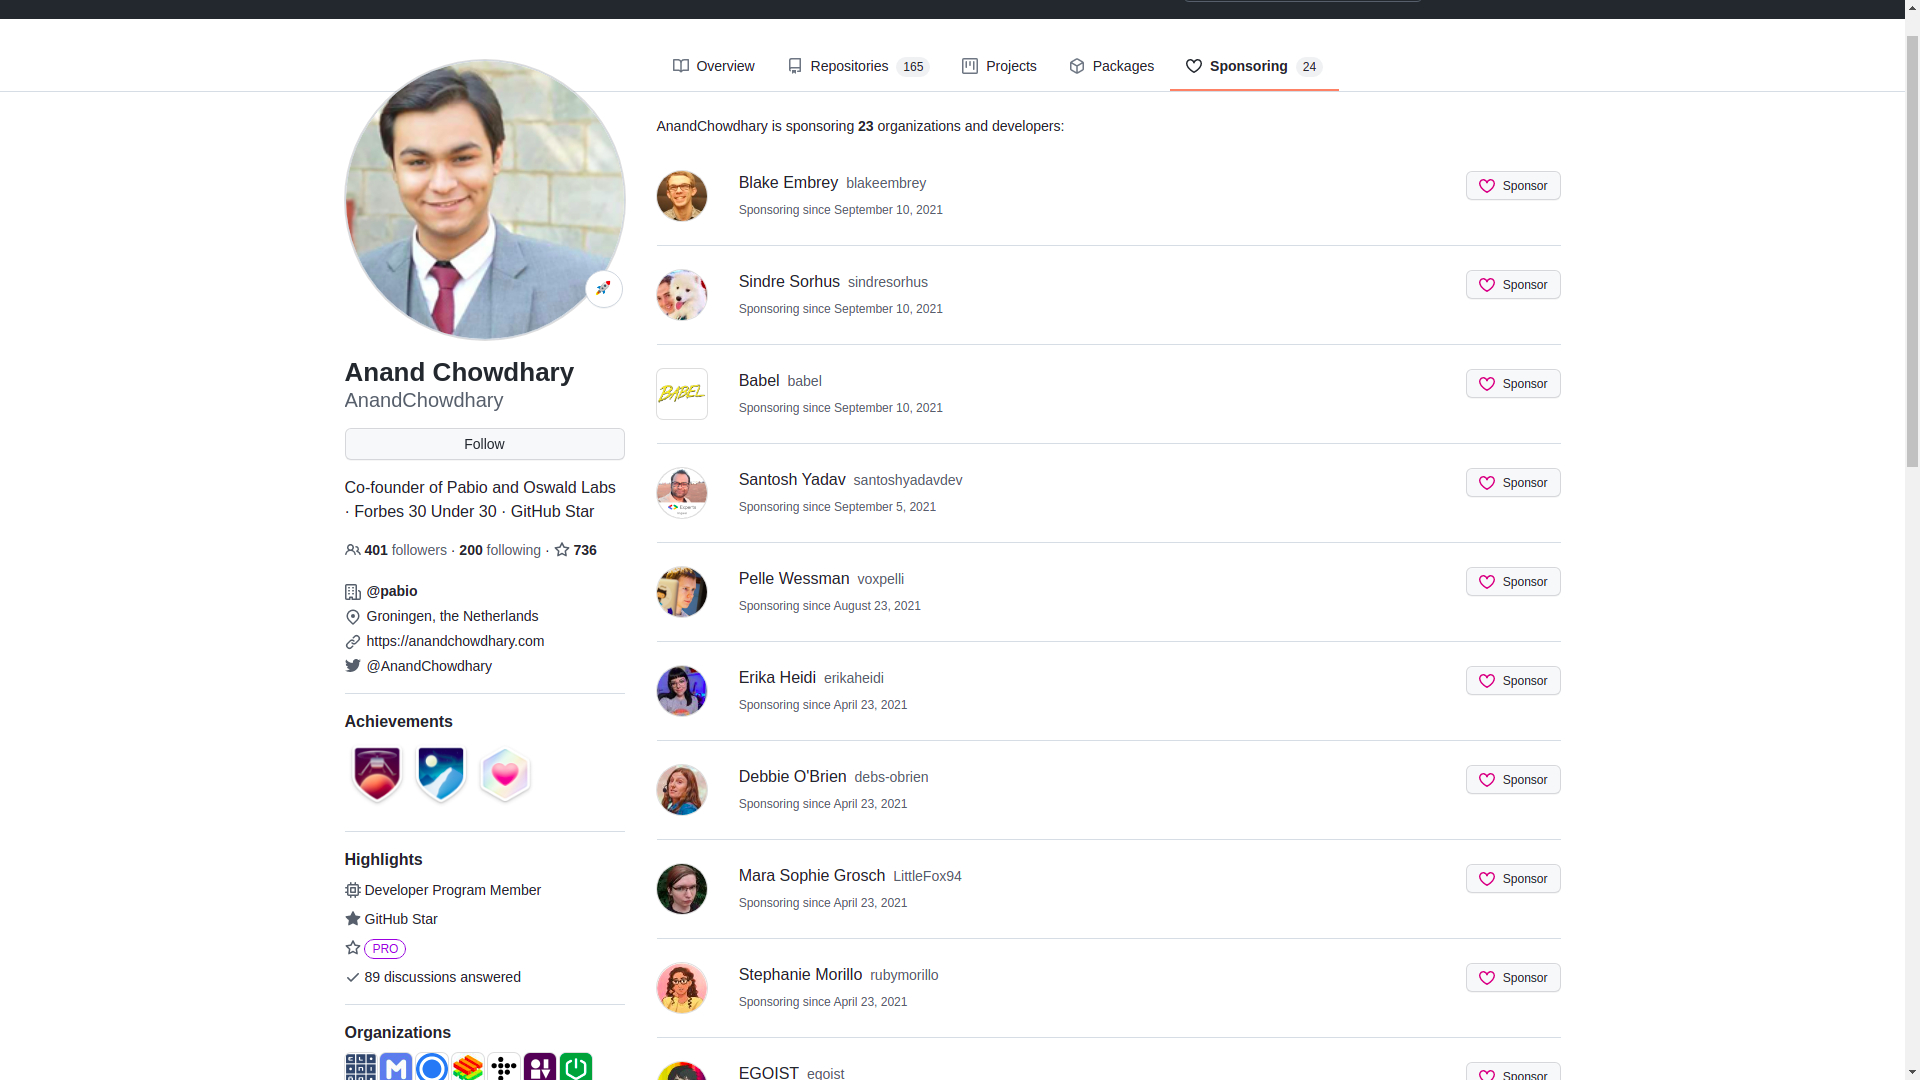 Overview
Repositories 165
Projects
Packages
Sponsoring 24
Anand Chowdhary
AnandChowdhary
Follow
Co-founder of Pabio and Oswald Labs
· Forbes 30 Under 30 · GitHub Star
401 followers · 200 following · 736
@pabio
Groningen, the Netherlands
https://anandchowdhary.com
@AnandChowdhary
Achievements
Highlights
Developer Program Member
GitHub Star
PRO
89 discussions answered
Organizations
AnandChowdhary is sponsoring 23 organizations and developers:
Blake Embrey blakeembrey
Sponsoring since September 10, 2021
Sponsor
Sindre Sorhus sindresorhus
Sponsoring since September 10, 2021
Sponsor
BABEL
Babel babel
Sponsoring since September 10, 2021
Sponsor
Santosh Yadav santoshyadavdev
Sponsoring since September 5, 2021
Sponsor
Pelle Wessman voxpelli
Sponsoring since August 23, 2021
Sponsor
Erika Heidi erikaheidi
Sponsoring since April 23, 2021
Sponsor
Debbie O'Brien debs-obrien
Sponsoring since April 23, 2021
Sponsor
Mara Sophie Grosch LittleFox94
Sponsoring since April 23, 2021
Sponsor
Stephanie Morillo rubymorillo
Sponsoring since April 23, 2021
Sponsor
EGOIST egoist
Sponsor